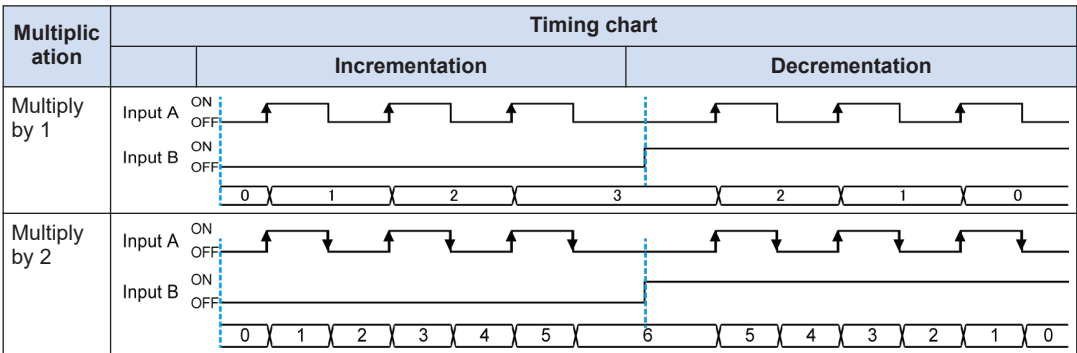 Multiplic
ation
Timing chart
Incrementation
Decrementation
Multiply
by 1
Input A
ON
OFF
Input B
ON
OFF
0 1 2 3 2 1 0
Multiply
by 2
Input A
ON
OFF
Input B
ON
OFF
0 1 2 3 4 5 6 5 4 3 2 1 0